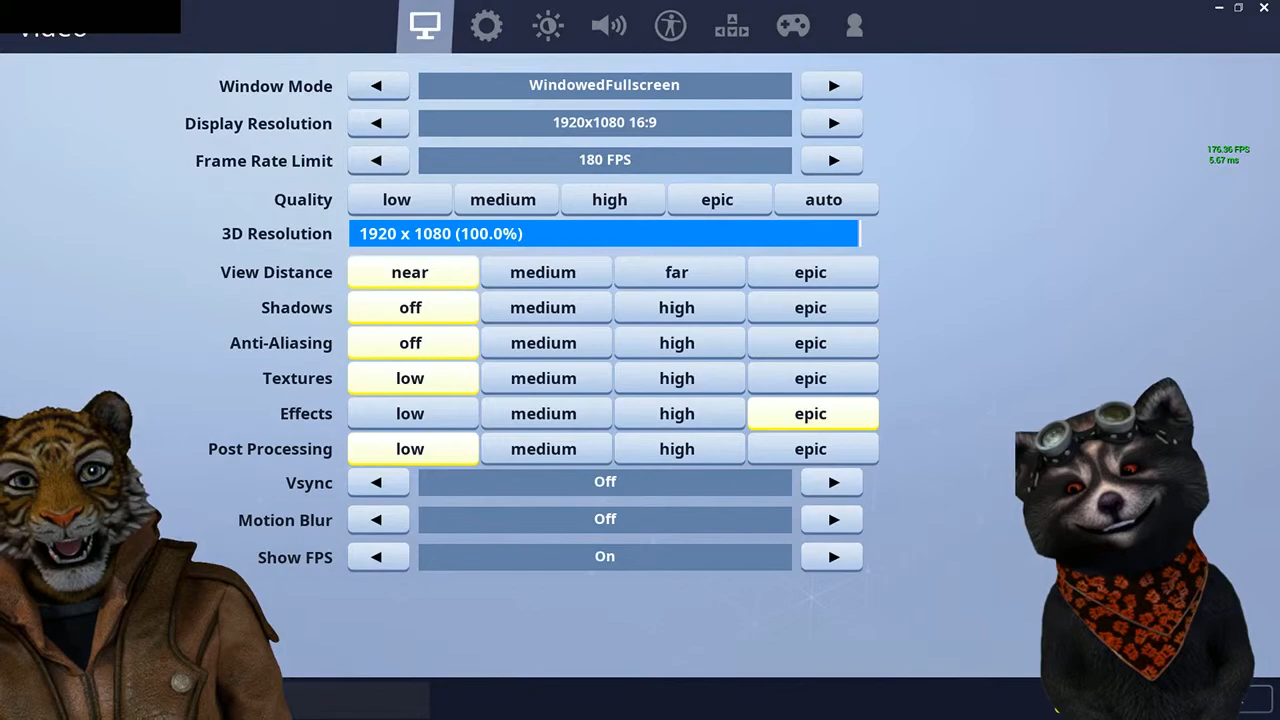 Video
176.36 FPS
5.67 ms
Window Mode WindowedFullscreen
Display Resolution 1920x1080 16:9
Frame Rate Limit 180 FPS
Quality low medium high epic auto
3D Resolution 1920 x 1080 (100.0%)
View Distance near medium far epic
Shadows off medium high epic
Anti-Aliasing off medium high epic
Textures low medium high epic
Effects low medium high epic
Post Processing low medium high epic
Vsync Off
Motion Blur Off
Show FPS On